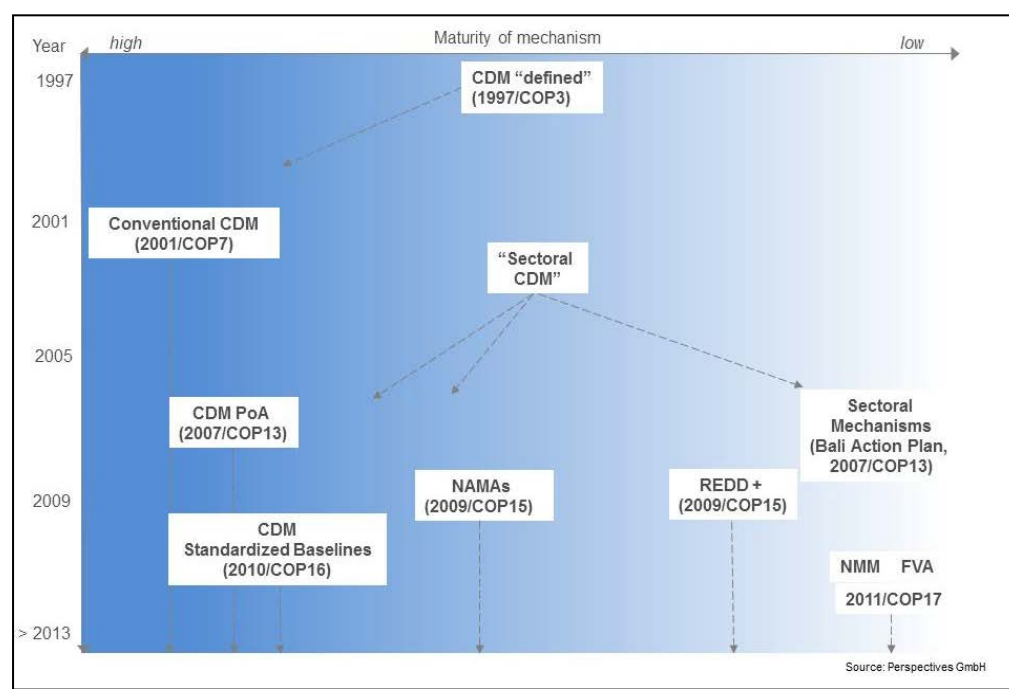 Year
high
Maturity of mechanism
low
1997
CDM “defined”
(1997/COP3)
2001
Conventional CDM
(2001/COP7)
“Sectoral
CDM”
2005
CDM PoA
(2007/COP13)
Sectoral
Mechanisms
(Bali Action Plan,
2007/COP13)
2009
NAMAs
(2009/COP15)
REDD +
(2009/COP15)
CDM
Standardized Baselines
(2010/COP16)
NMM FVA
2011/COP17
> 2013
Source: Perspectives GmbH